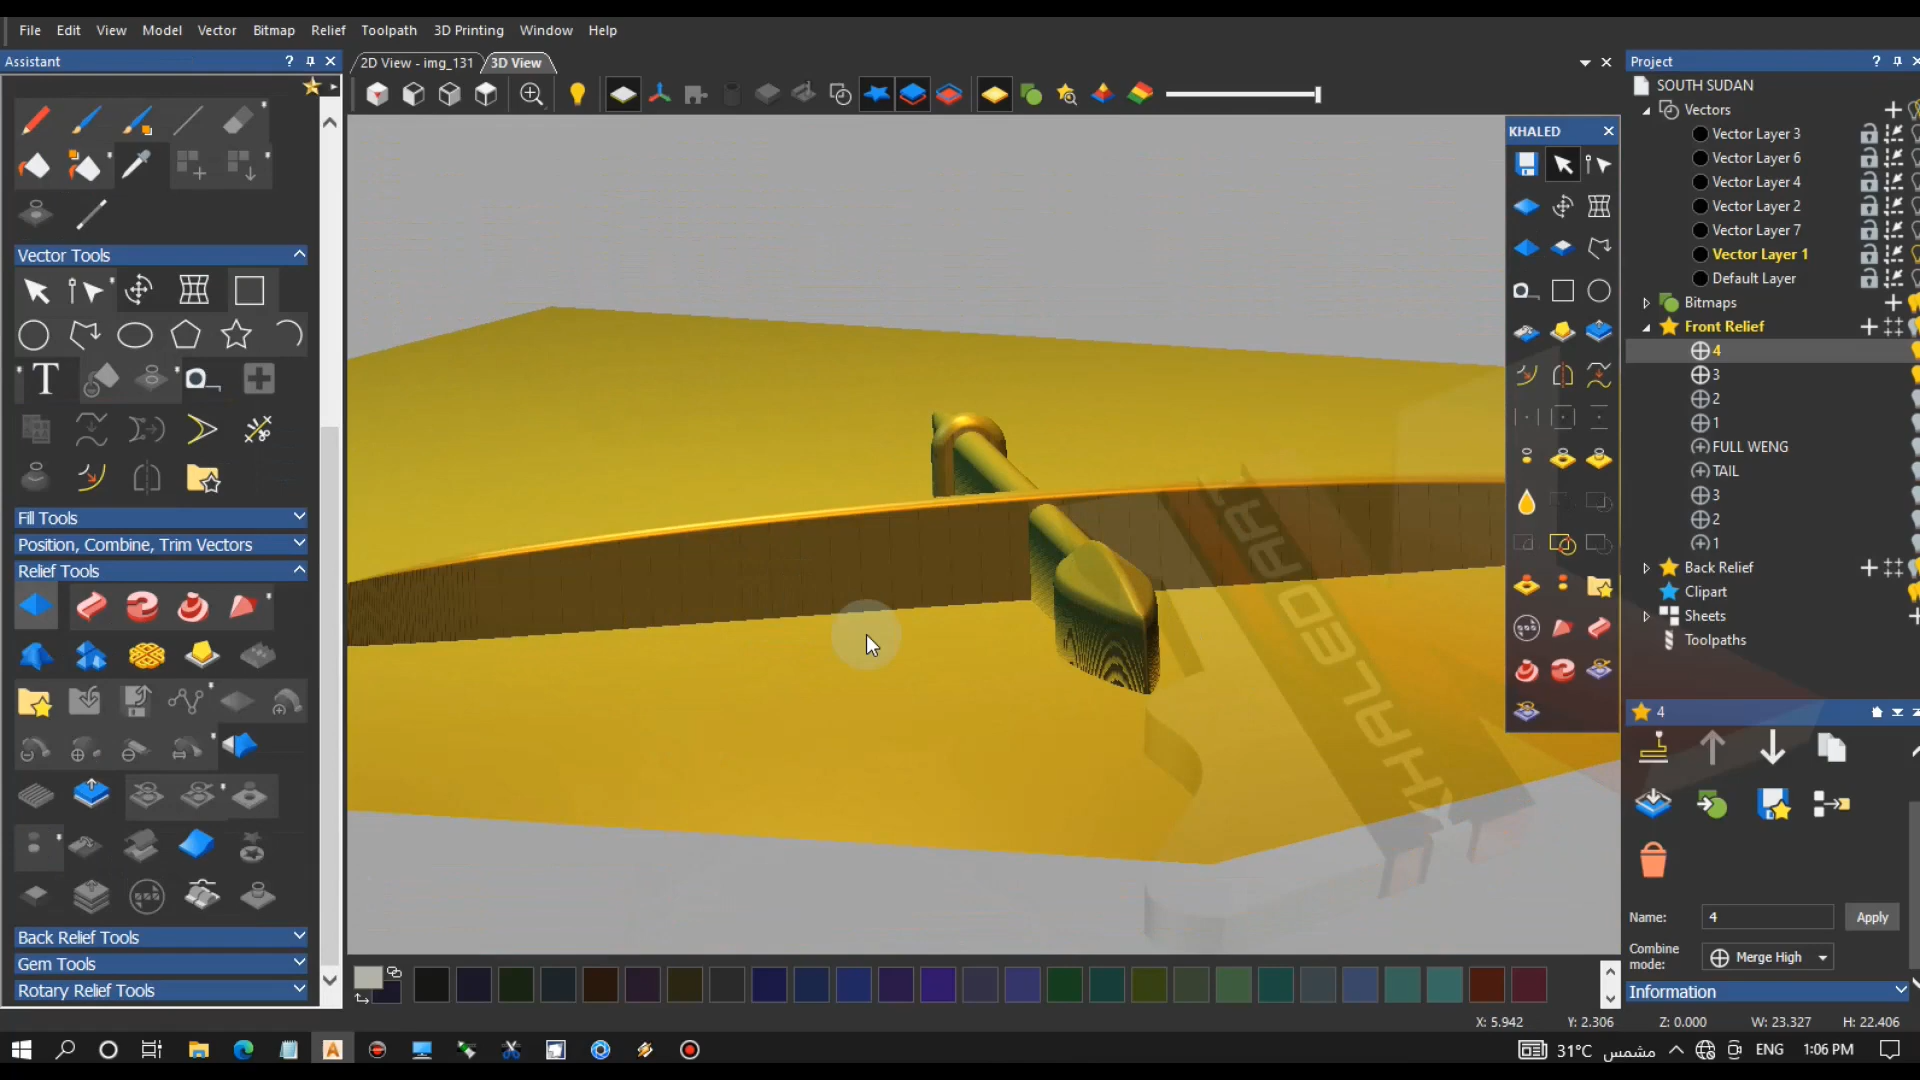 File Edit View Model Vector Bitmap Relief Toolpath 3D Printing Window Help
Assistant
?
2D View - img_131
3D View
Project
?
SOUTH SUDAN
Vectors
Vector Layer 3
Vector Layer 6
Vector Layer 4
Vector Layer 2
Vector Layer 7
Vector Layer 1
Default Layer
Bitmaps
Front Relief
4
3
2
1
FULL WENG
TAIL
3
2
1
Back Relief
Clipart
Sheets
Toolpaths
KHALED
Vector Tools
T
Fill Tools
Position, Combine, Trim Vectors
Relief Tools
Back Relief Tools
Gem Tools
Rotary Relief Tools
KHALEDART
4
Name: 4 Apply
Combine mode: Merge High
Information
X: 5.942 Y: 2.306 Z: 0.000 W: 23.327 H: 22.406
31°C مشمس ENG 1:06 PM